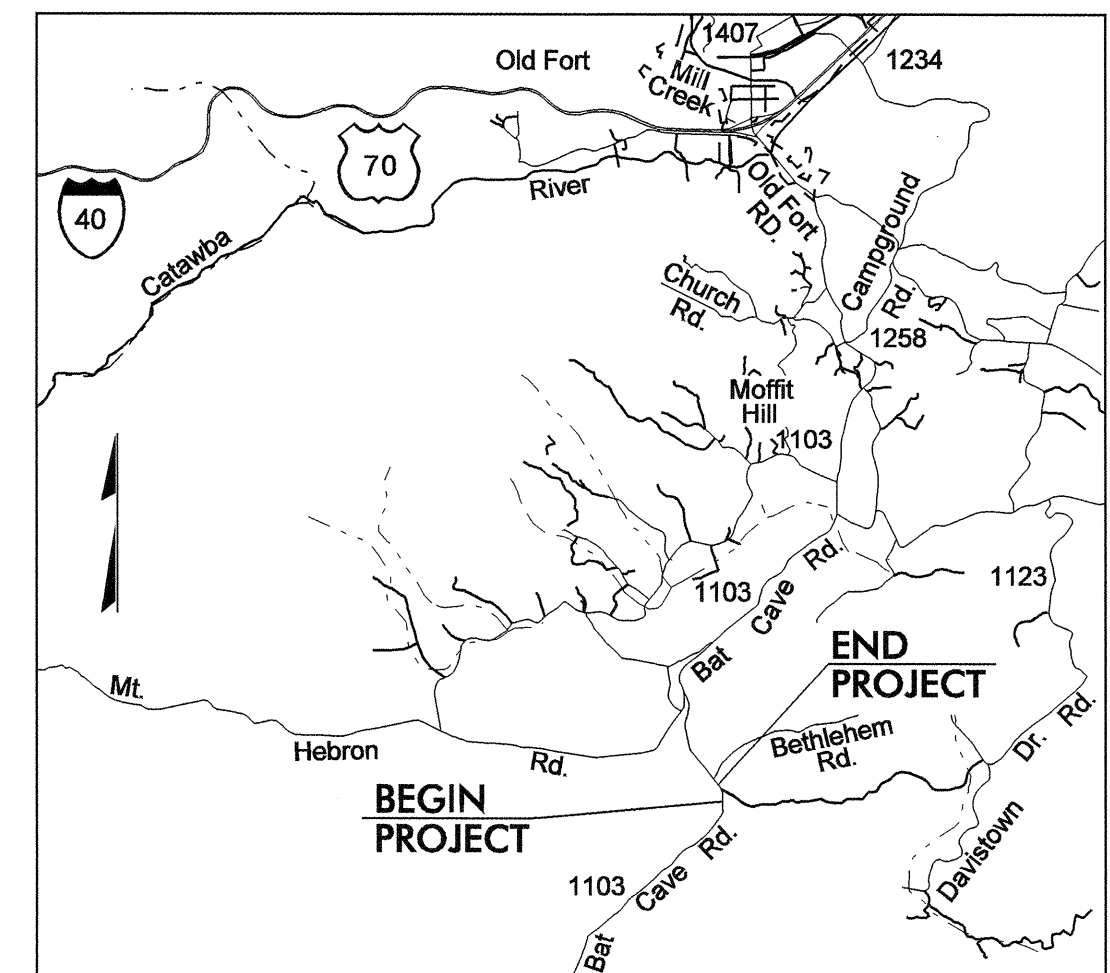 1407
Old Fort
1234
Mill
Creek
70
River
40
Old Fort
RD.
Catawba
Campground
Rd.
Church
Rd.
1258
Moffit
Hill
1103
1103
Bat Cave Rd.
1123
END
PROJECT
Mt. Hebron Rd.
Bethlehem
Rd.
Davistown Dr. Rd.
BEGIN
PROJECT
1103
Bat Cave Rd.